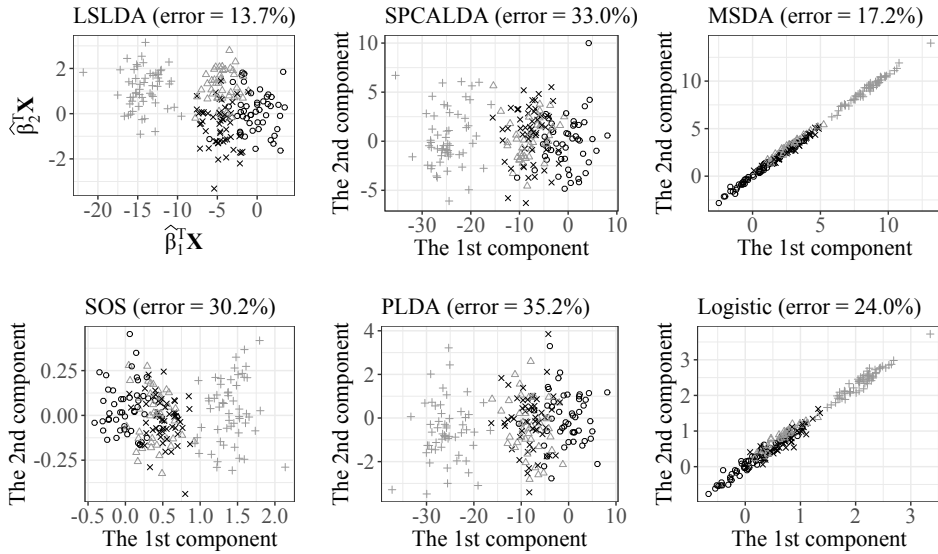 LSLDA (error = 13.7%)
2
0
-2
-20 -15 -10 -5 0
β̂₂ᵀX
β̂₁ᵀX
SPCALDA (error = 33.0%)
10
5
0
-5
-30 -20 -10 0 10
The 2nd component
The 1st component
MSDA (error = 17.2%)
10
5
0
0 5 10
The 2nd component
The 1st component
SOS (error = 30.2%)
0.25
0.00
-0.25
-0.5 0.0 0.5 1.0 1.5 2.0
The 2nd component
The 1st component
PLDA (error = 35.2%)
4
2
0
-2
-40 -30 -20 -10 0 10
The 2nd component
The 1st component
Logistic (error = 24.0%)
3
2
1
0
0 1 2 3
The 2nd component
The 1st component